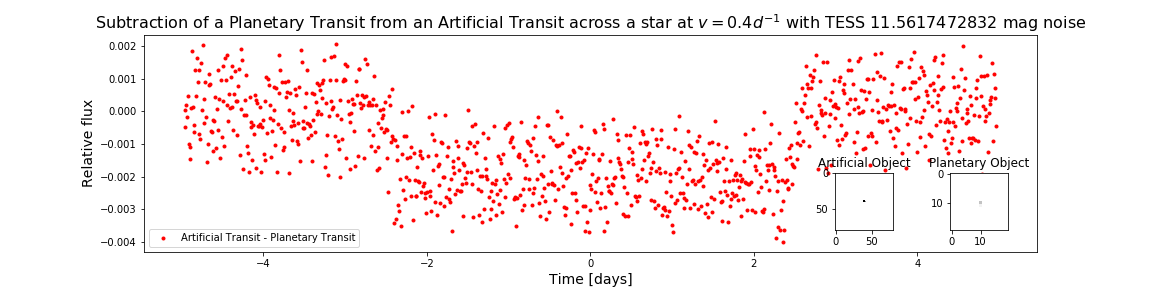 Subtraction of a Planetary Transit from an Artificial Transit across a star at v = 0.4d⁻¹ with TESS 11.5617472832 mag noise
Relative flux
0.002
0.001
0.000
−0.001
−0.002
−0.003
−0.004
Artificial Transit - Planetary Transit
Artificial Object
0
50
0 50
Planetary Object
0
10
0 10
−4 −2 0 2 4
Time [days]